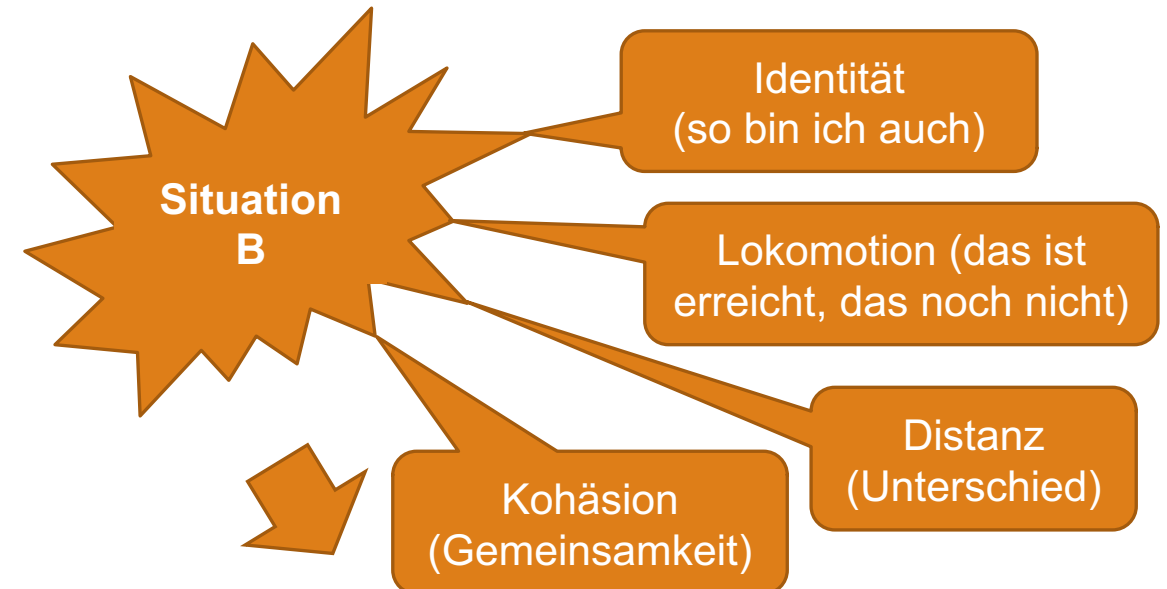 Situation
B
Identität
(so bin ich auch)
Lokomotion (das ist
erreicht, das noch nicht)
Distanz
(Unterschied)
Kohäsion
(Gemeinsamkeit)